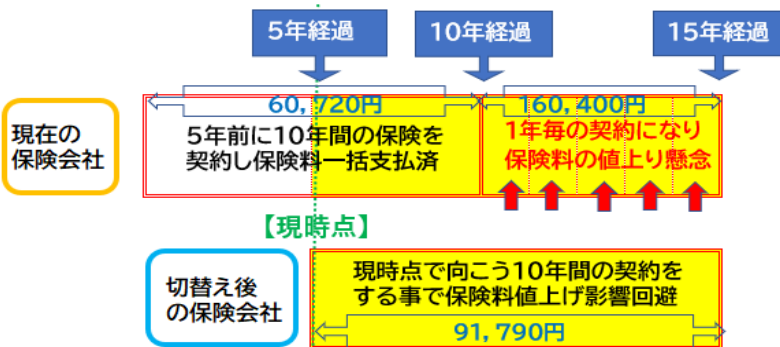 5年経過
10年経過
15年経過
現在の
保険会社
60,720円
5年前に10年間の保険を
契約し保険料一括支払済
160,400円
1年毎の契約になり
保険料の値上り懸念
【現時点】
切替え後
の保険会社
現時点で向こう10年間の契約を
する事で保険料値上げ影響回避
91,790円